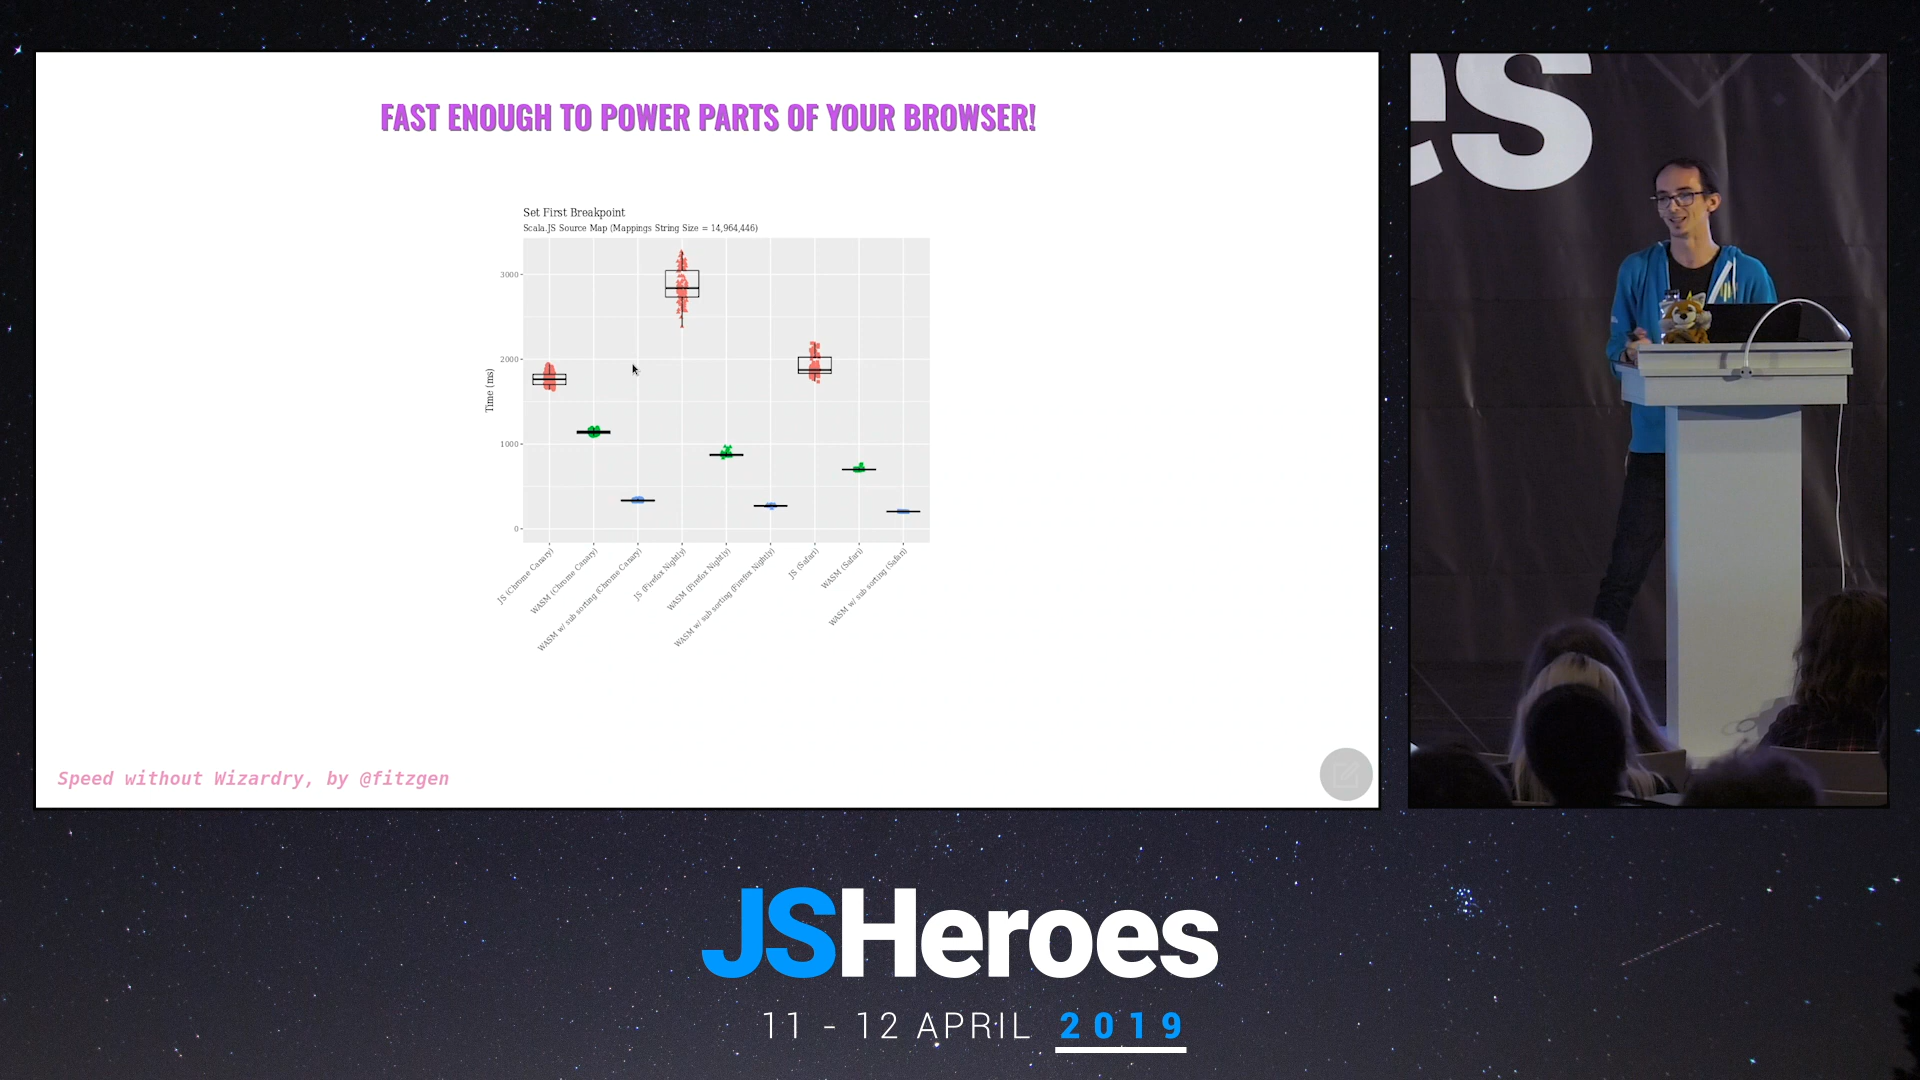 FAST ENOUGH TO POWER PARTS OF YOUR BROWSER!
Set First Breakpoint
Scala.JS Source Map (Mappings String Size = 14,964,446)
Time (ms)
3000
2000
1000
0
JS (Chrome Canary)
WASM (Chrome Canary)
WASM w/ sub sorting (Chrome Canary)
JS (Firefox Nightly)
WASM (Firefox Nightly)
WASM w/ sub sorting (Firefox Nightly)
JS (Safari)
WASM (Safari)
WASM w/ sub sorting (Safari)
Speed without Wizardry, by @fitzgen
es
JSHeroes
11 - 12 APRIL 2019